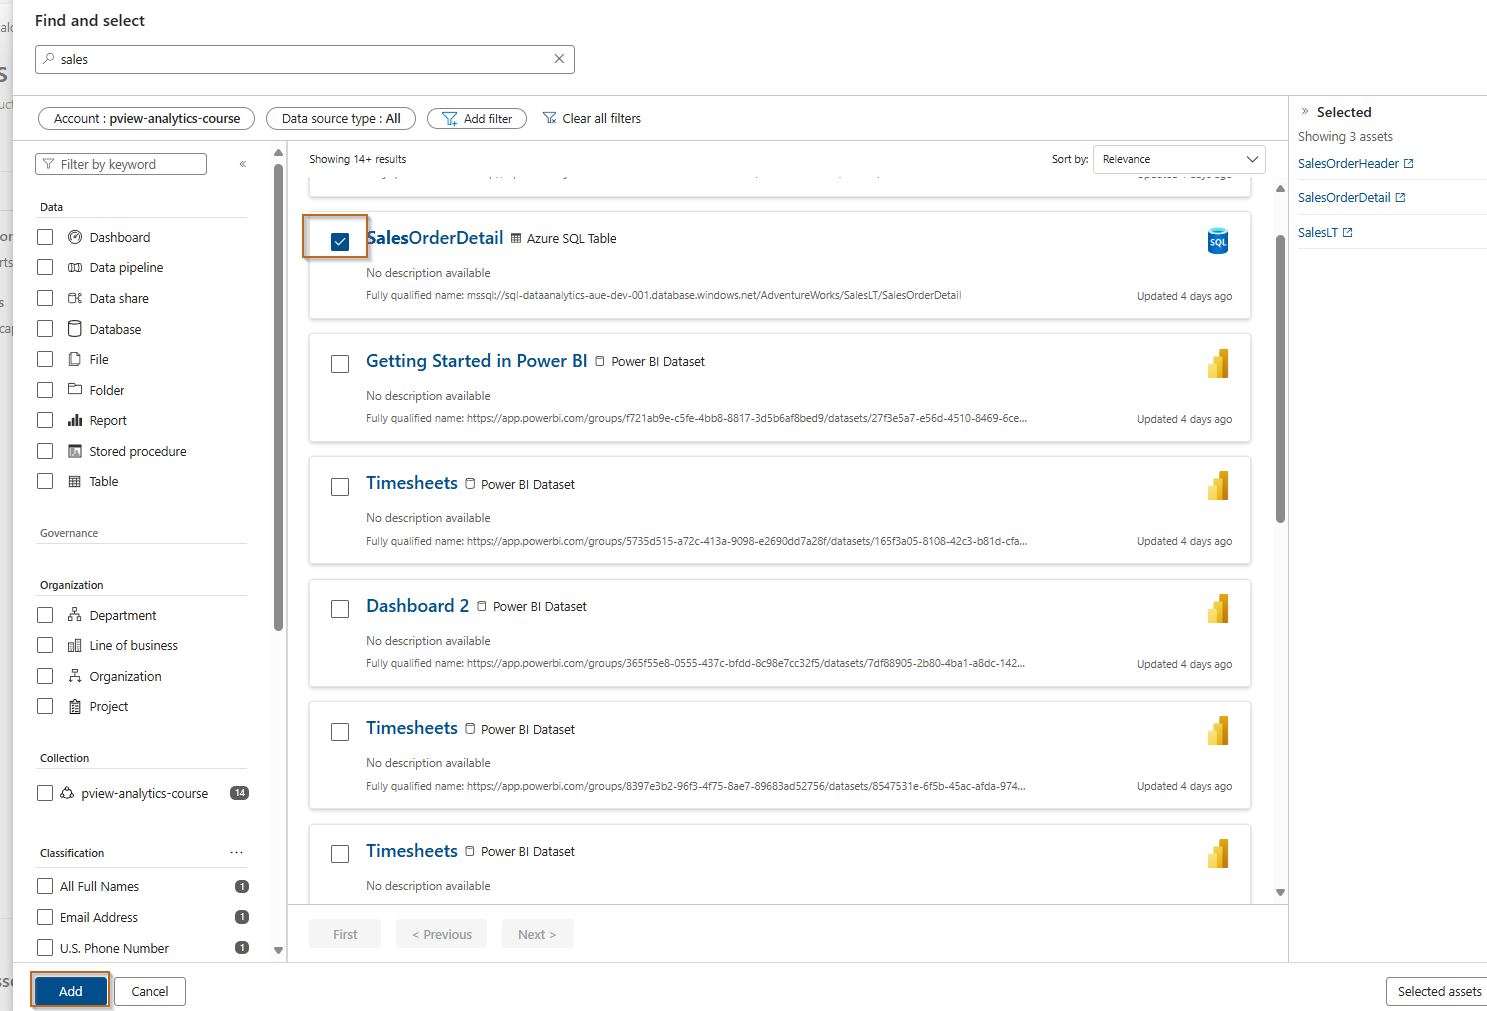 Find and select
sales
Account : pview-analytics-course
Data source type : All
Add filter
Clear all filters
Filter by keyword
Data
Dashboard
Data pipeline
Data share
Database
File
Folder
Report
Stored procedure
Table
Governance
Organization
Department
Line of business
Organization
Project
Collection
pview-analytics-course 14
Classification ...
All Full Names 1
Email Address 1
U.S. Phone Number 1
Showing 14+ results
Sort by: Relevance
SalesOrderDetail Azure SQL Table
SQL
No description available
Fully qualified name: mssql://sql-dataanalytics-aue-dev-001.database.windows.net/AdventureWorks/SalesLT/SalesOrderDetail
Updated 4 days ago
Getting Started in Power BI Power BI Dataset
No description available
Fully qualified name: https://app.powerbi.com/groups/f721ab9e-c5fe-4bb8-8817-3d5b6af8bed9/datasets/27f3e5a7-e56d-4510-8469-6ce...
Updated 4 days ago
Timesheets Power BI Dataset
No description available
Fully qualified name: https://app.powerbi.com/groups/5735d515-a72c-413a-9098-e2690dd7a28f/datasets/165f3a05-8108-42c3-b81d-cfa...
Updated 4 days ago
Dashboard 2 Power BI Dataset
No description available
Fully qualified name: https://app.powerbi.com/groups/365f55e8-0555-437c-bfdd-8c98e7cc32f5/datasets/7df88905-2b80-4ba1-a8dc-142...
Updated 4 days ago
Timesheets Power BI Dataset
No description available
Fully qualified name: https://app.powerbi.com/groups/8397e3b2-96f3-4f75-8ae7-89683ad52756/datasets/8547531e-6f5b-45ac-afda-974...
Updated 4 days ago
Timesheets Power BI Dataset
No description available
First
< Previous
Next >
Selected
Showing 3 assets
SalesOrderHeader
SalesOrderDetail
SalesLT
Add
Cancel
Selected assets